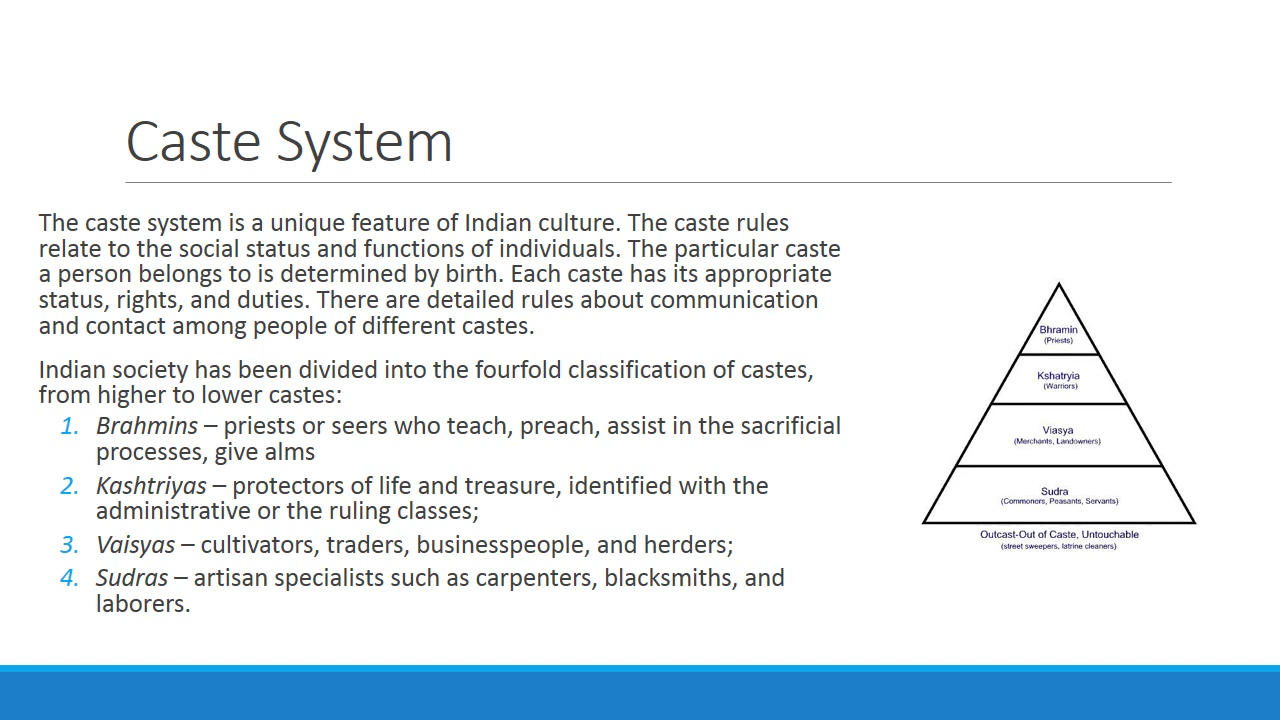 Caste System
The caste system is a unique feature of Indian culture. The caste rules
relate to the social status and functions of individuals. The particular caste
a person belongs to is determined by birth. Each caste has its appropriate
status, rights, and duties. There are detailed rules about communication
and contact among people of different castes.
Indian society has been divided into the fourfold classification of castes,
from higher to lower castes:
1. Brahmins – priests or seers who teach, preach, assist in the sacrificial
processes, give alms
2. Kashtriyas – protectors of life and treasure, identified with the
administrative or the ruling classes;
3. Vaisyas – cultivators, traders, businesspeople, and herders;
4. Sudras – artisan specialists such as carpenters, blacksmiths, and
laborers.
Bhramin
(Priests)
Kshatryia
(Warriors)
Viasya
(Merchants, Landowners)
Sudra
(Commoners, Peasants, Servants)
Outcast-Out of Caste, Untouchable
(street sweepers, latrine cleaners)